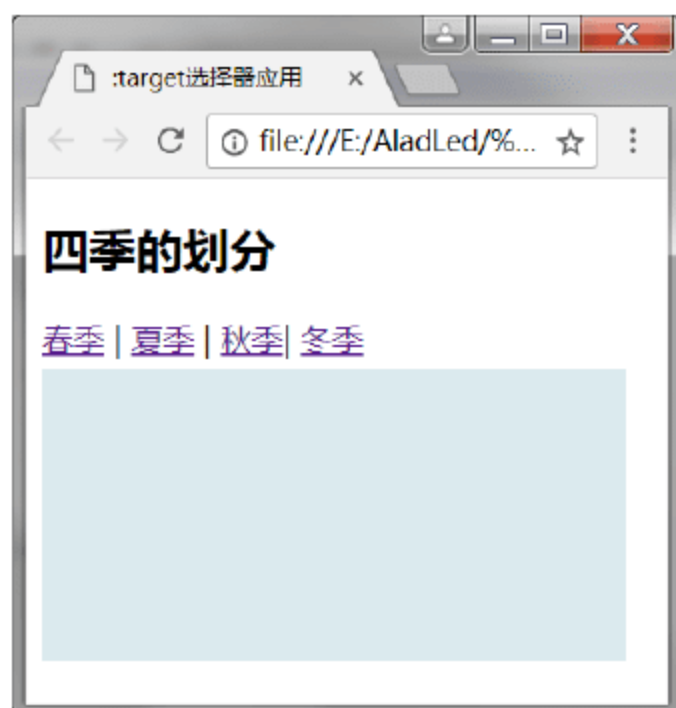 :target选择器应用
file:///E:/AladLed/%...
四季的划分
春季 | 夏季 | 秋季| 冬季